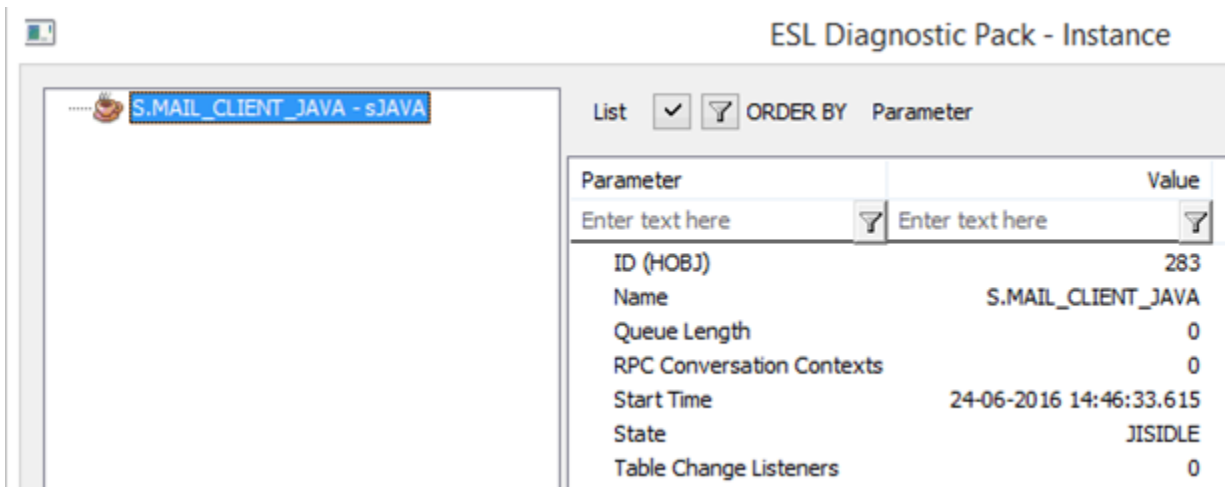 ESL Diagnostic Pack - Instance
S.MAIL_CLIENT_JAVA - sJAVA
List ORDER BY Parameter
Parameter Value
Enter text here Enter text here
ID (HOBJ) 283
Name S.MAIL_CLIENT_JAVA
Queue Length 0
RPC Conversation Contexts 0
Start Time 24-06-2016 14:46:33.615
State JISIDLE
Table Change Listeners 0